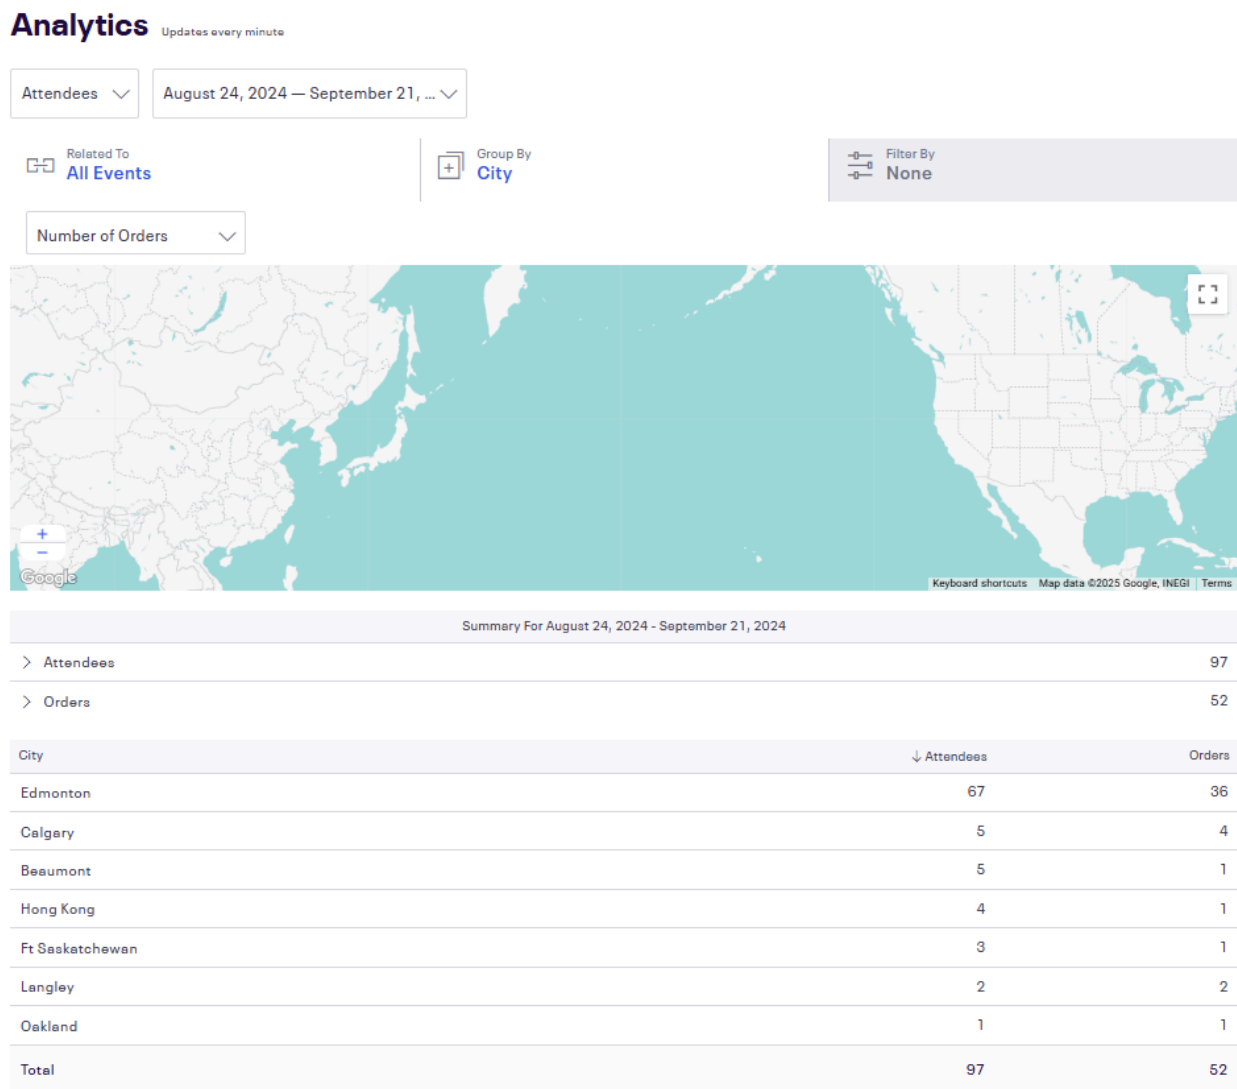 Analytics Updates every minute
Attendees August 24, 2024 — September 21, ...
Related To Group By Filter By
All Events City None
Number of Orders
+
−
Google
Keyboard shortcuts Map data ©2025 Google, INEGI Terms
Summary For August 24, 2024 - September 21, 2024
Attendees 97
Orders 52
City ↓ Attendees Orders
Edmonton 67 36
Calgary 5 4
Beaumont 5 1
Hong Kong 4 1
Ft Saskatchewan 3 1
Langley 2 2
Oakland 1 1
Total 97 52